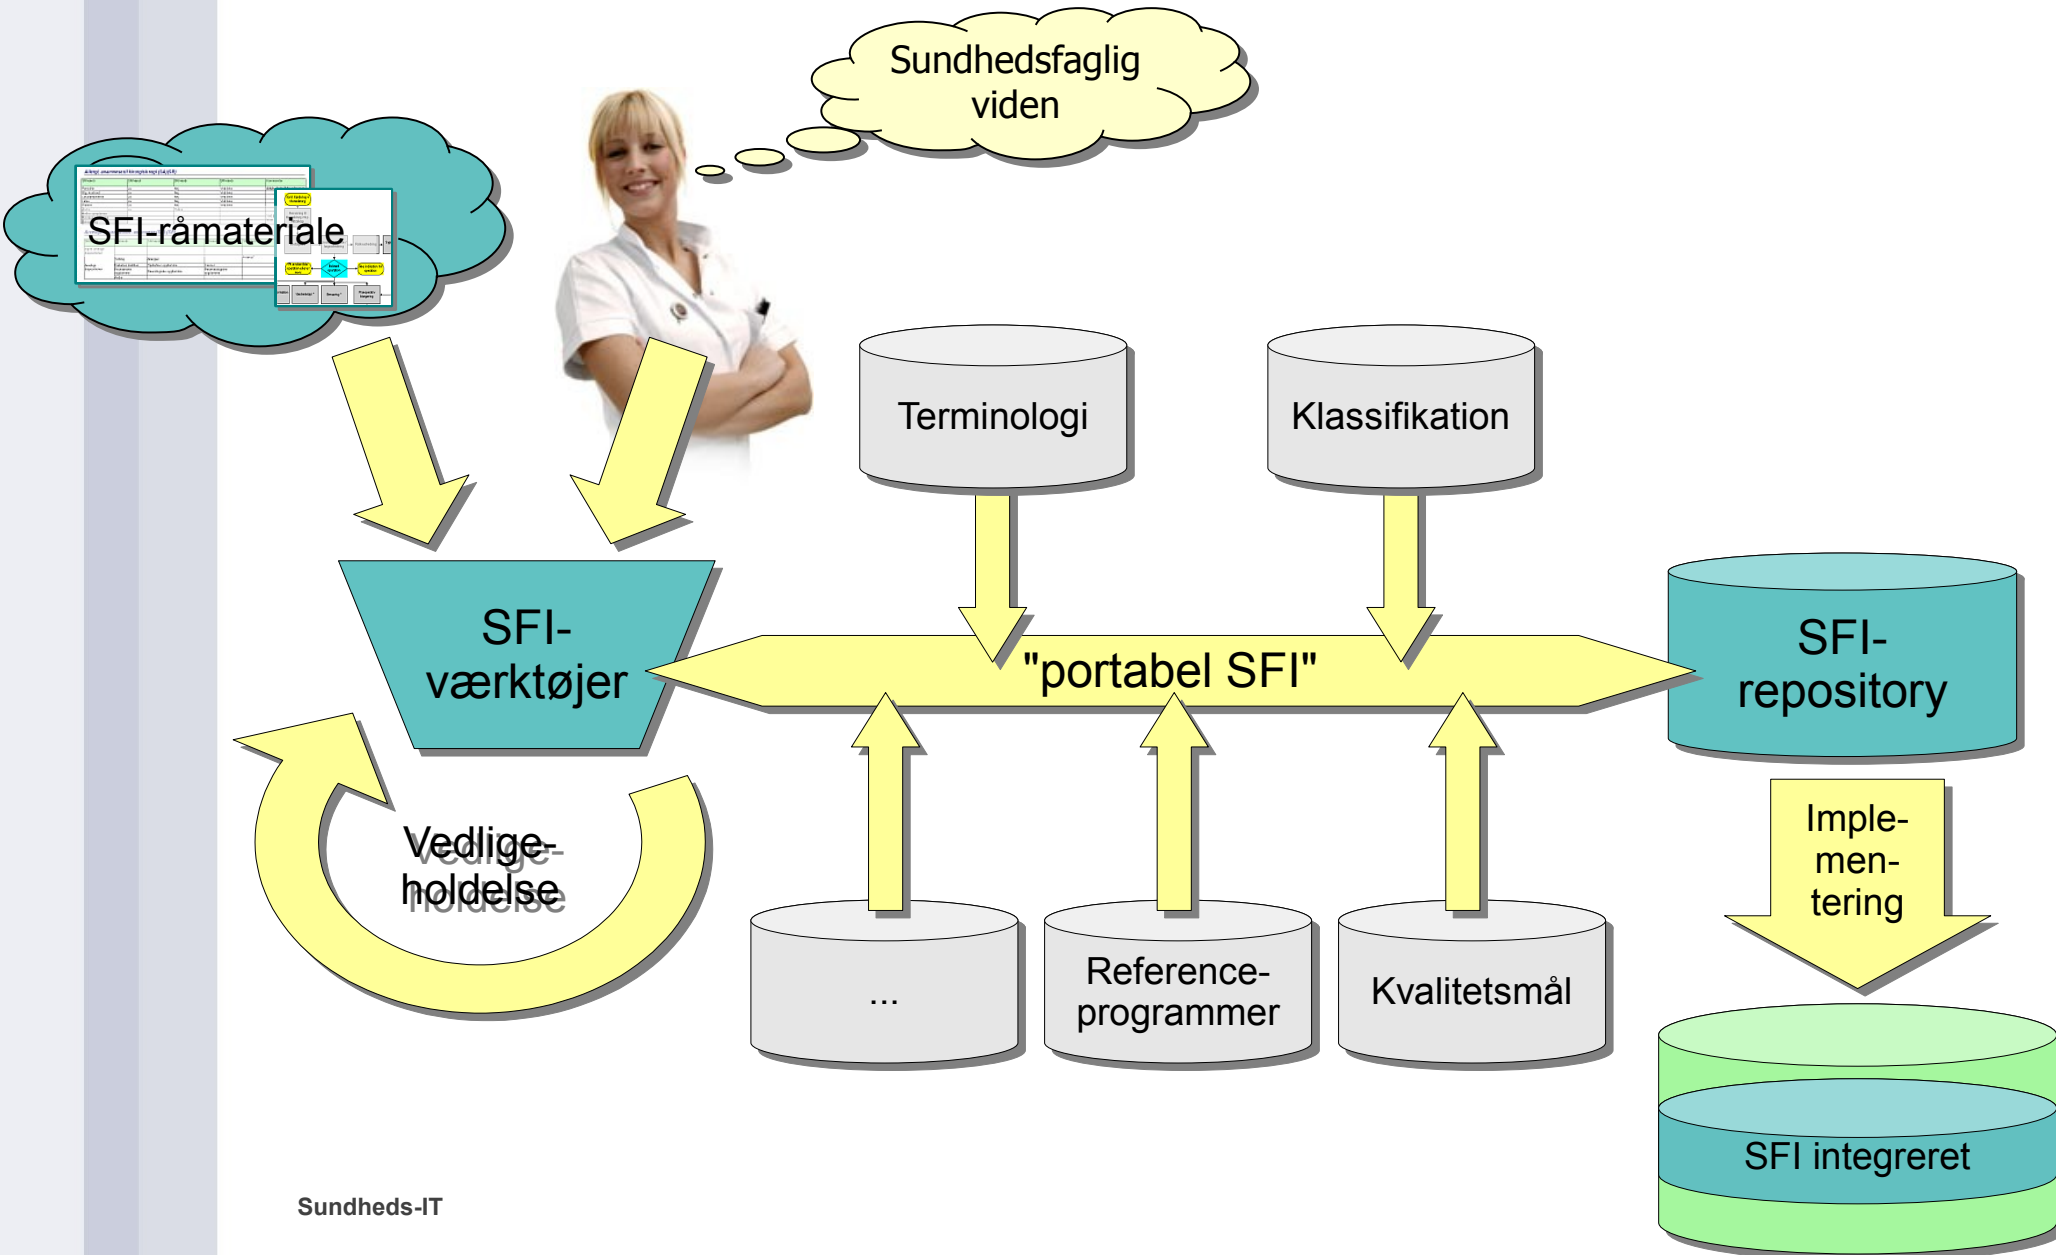 Sundhedsfaglig
viden
SFI-råmateriale
Terminologi
Klassifikation
SFI-
værktøjer
"portabel SFI"
SFI-
repository
Vedlige-
holdelse
Imple-
men-
tering
...
Reference-
programmer
Kvalitetsmål
SFI integreret
Sundheds-IT